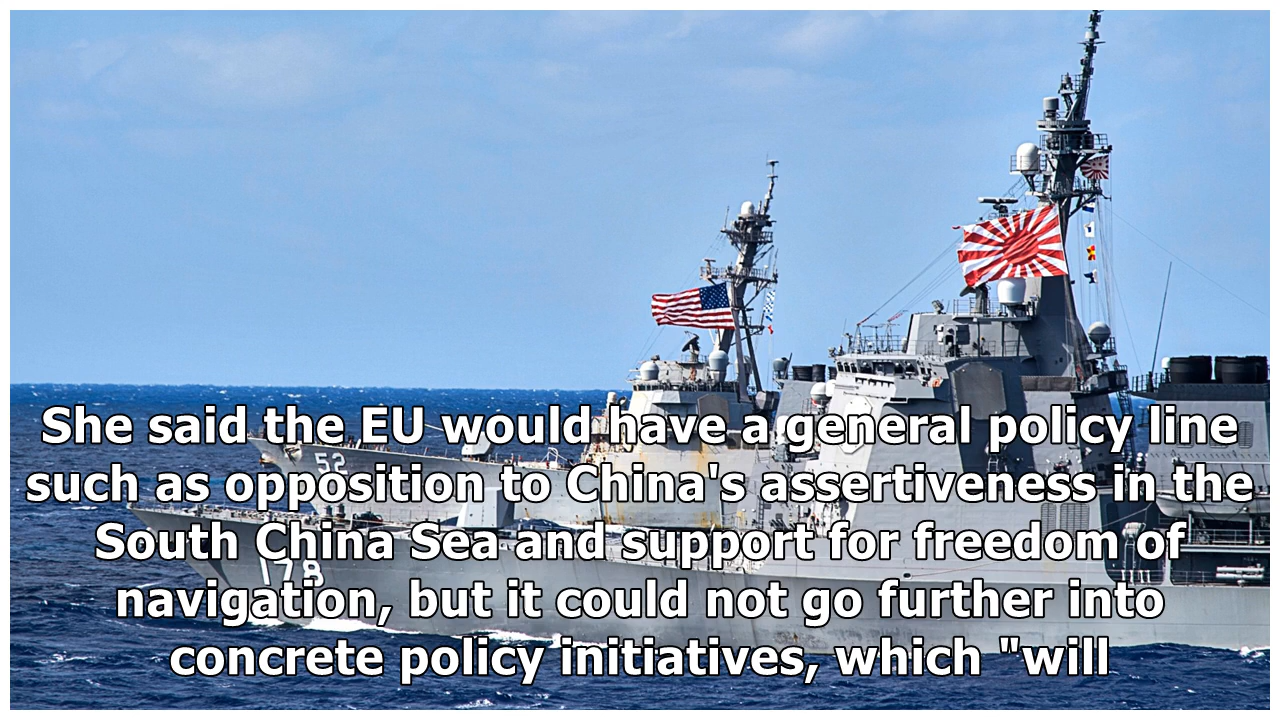 She said the EU would have a general policy line
such as opposition to China's assertiveness in the
South China Sea and support for freedom of
navigation, but it could not go further into
concrete policy initiatives, which "will
52
178